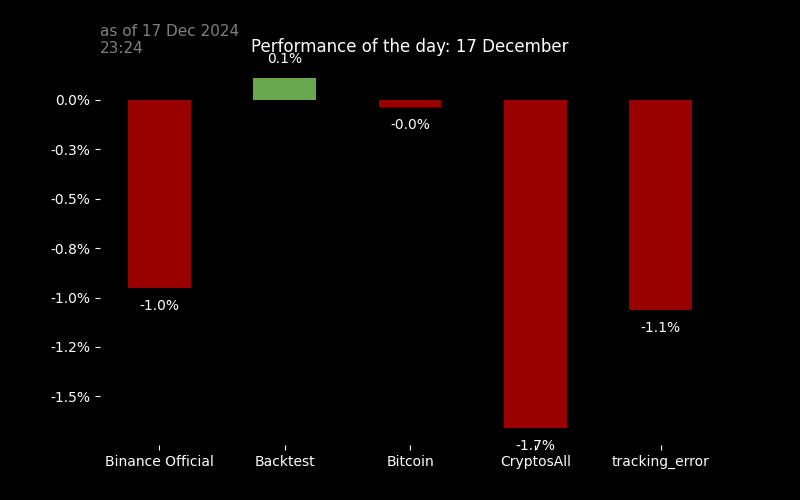 as of 17 Dec 2024
23:24
Performance of the day: 17 December
0.1%
0.0%
-0.0%
-0.3%
-0.5%
-0.8%
-1.0%
-1.0%
-1.2%
-1.1%
-1.5%
-1.7%
Binance Official
Backtest
Bitcoin
CryptosAll
tracking_error